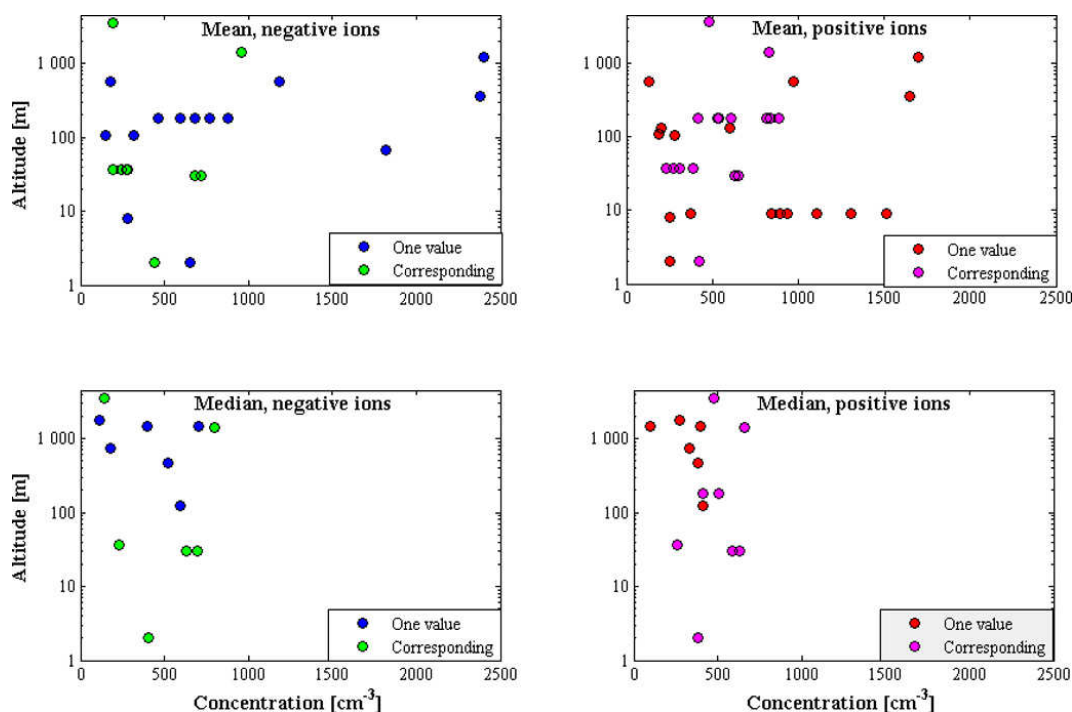 Mean, negative ions
Altitude [m]
1 000
100
10
1
0
500
1000
1500
2000
2500
One value
Corresponding
Mean, positive ions
1 000
100
10
1
0
500
1000
1500
2000
2500
One value
Corresponding
Median, negative ions
Altitude [m]
1 000
100
10
1
0
500
1000
1500
2000
2500
One value
Corresponding
Concentration [cm⁻³]
Median, positive ions
1 000
100
10
1
0
500
1000
1500
2000
2500
One value
Corresponding
Concentration [cm⁻³]